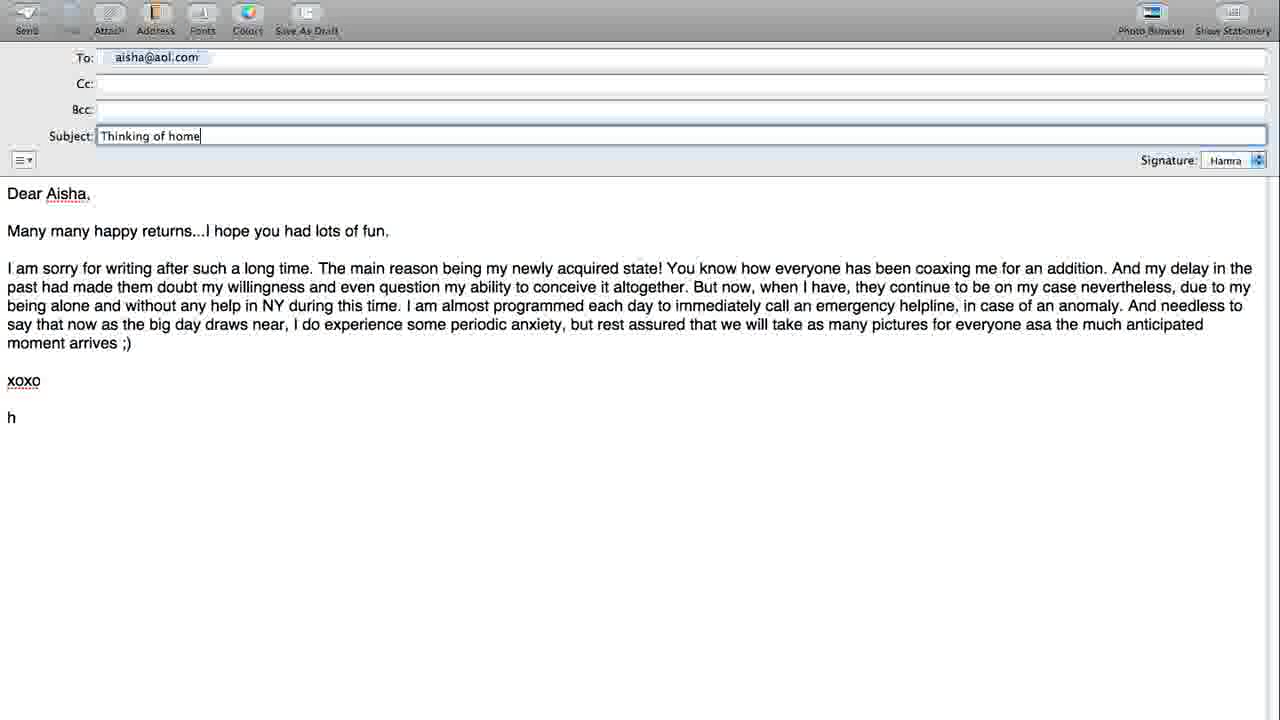 Send Attach Address Fonts Colors Save As Draft Photo Browser Show Stationery
To: aisha@aol.com
Cc:
Bcc:
Subject: Thinking of home
Signature: Hamra
Dear Aisha,
Many many happy returns...I hope you had lots of fun.
I am sorry for writing after such a long time. The main reason being my newly acquired state! You know how everyone has been coaxing me for an addition. And my delay in the
past had made them doubt my willingness and even question my ability to conceive it altogether. But now, when I have, they continue to be on my case nevertheless, due to my
being alone and without any help in NY during this time. I am almost programmed each day to immediately call an emergency helpline, in case of an anomaly. And needless to
say that now as the big day draws near, I do experience some periodic anxiety, but rest assured that we will take as many pictures for everyone asa the much anticipated
moment arrives ;)
xoxo
h